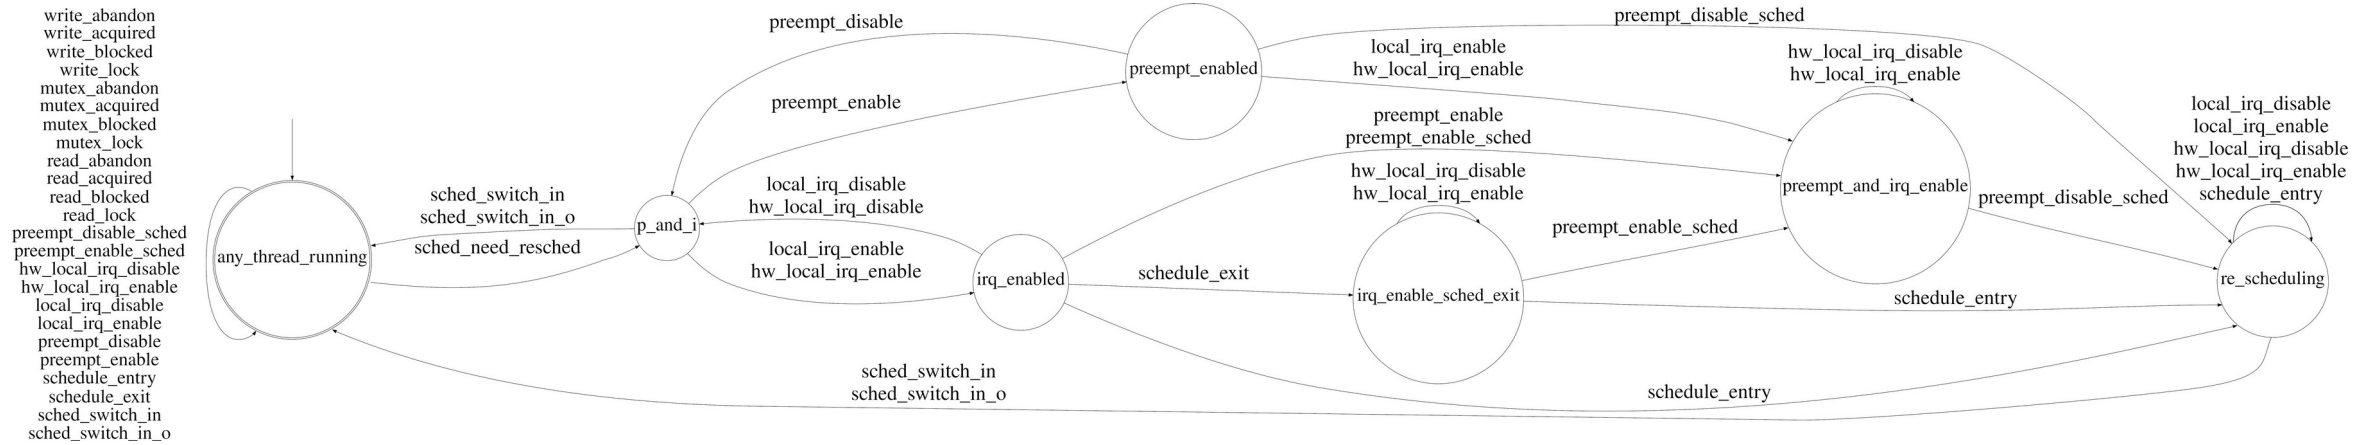 write_abandon
write_acquired
write_blocked
write_lock
mutex_abandon
mutex_acquired
mutex_blocked
mutex_lock
read_abandon
read_acquired
read_blocked
read_lock
preempt_disable_sched
preempt_enable_sched
hw_local_irq_disable
hw_local_irq_enable
local_irq_disable
local_irq_enable
preempt_disable
preempt_enable
schedule_entry
schedule_exit
sched_switch_in
sched_switch_in_o
any_thread_running
sched_switch_in
sched_switch_in_o
sched_need_resched
p_and_i
preempt_disable
preempt_enable
local_irq_disable
hw_local_irq_disable
local_irq_enable
hw_local_irq_enable
sched_switch_in
sched_switch_in_o
irq_enabled
preempt_enabled
schedule_exit
preempt_disable_sched
local_irq_enable
hw_local_irq_enable
preempt_enable
preempt_enable_sched
hw_local_irq_disable
hw_local_irq_enable
irq_enable_sched_exit
preempt_enable_sched
schedule_entry
schedule_entry
hw_local_irq_disable
hw_local_irq_enable
preempt_and_irq_enable
preempt_disable_sched
local_irq_disable
local_irq_enable
hw_local_irq_disable
hw_local_irq_enable
schedule_entry
re_scheduling